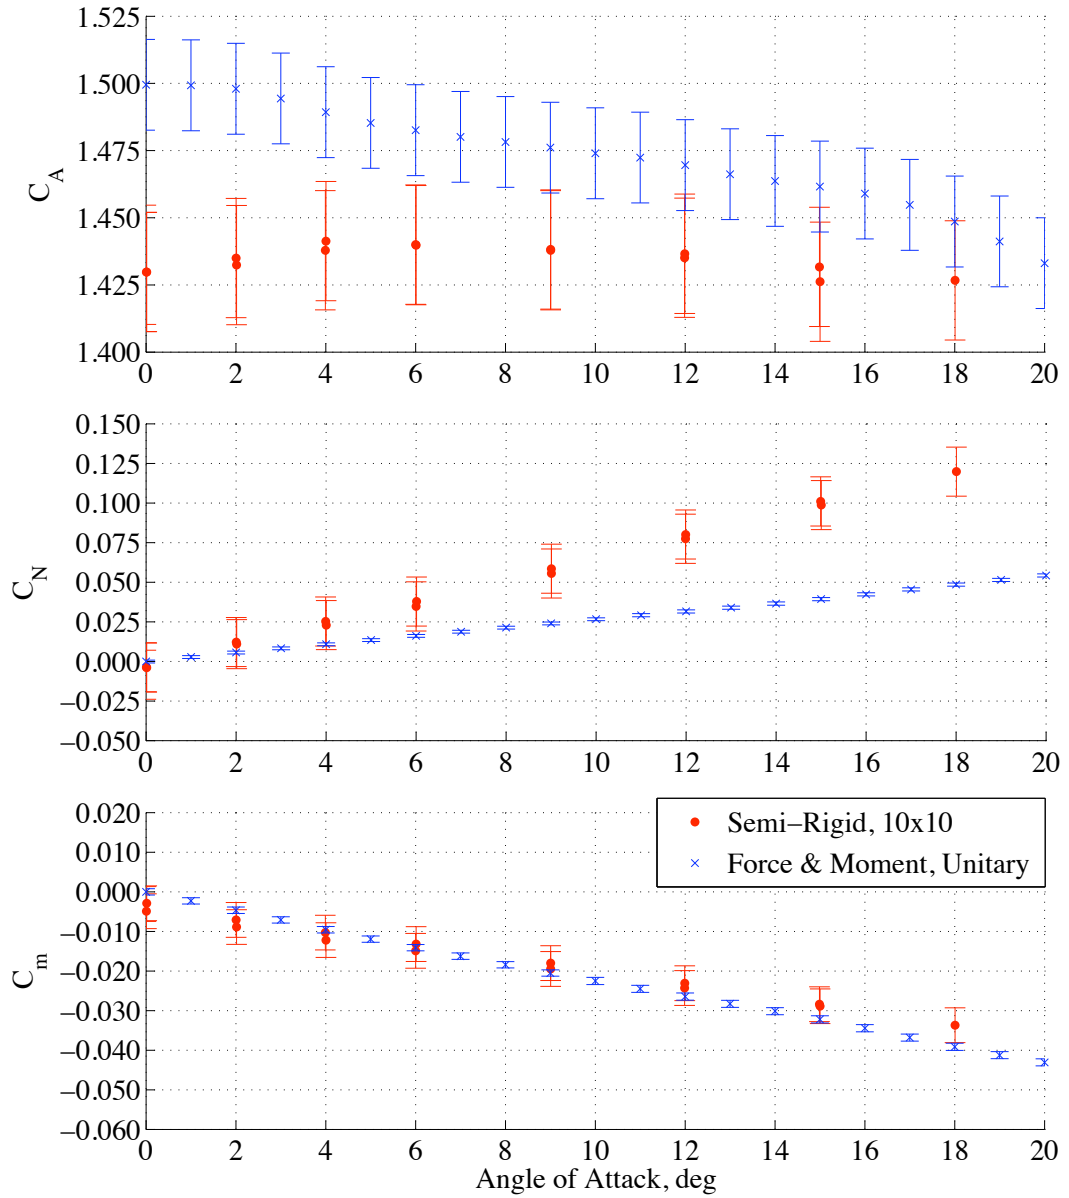 1.525
1.500
1.475
1.450
1.425
1.400
C_A
0 2 4 6 8 10 12 14 16 18 20
0.150
0.125
0.100
0.075
0.050
0.025
0.000
−0.025
−0.050
C_N
0 2 4 6 8 10 12 14 16 18 20
0.020
0.010
0.000
−0.010
−0.020
−0.030
−0.040
−0.050
−0.060
C_m
Semi−Rigid, 10x10
Force & Moment, Unitary
0 2 4 6 8 10 12 14 16 18 20
Angle of Attack, deg